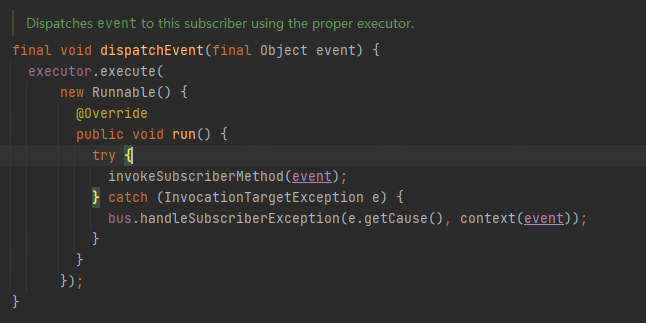 Dispatches event to this subscriber using the proper executor.
final void dispatchEvent(final Object event) {
  executor.execute(
      new Runnable() {
        @Override
        public void run() {
          try {
            invokeSubscriberMethod(event);
          } catch (InvocationTargetException e) {
            bus.handleSubscriberException(e.getCause(), context(event));
          }
        }
      });
}